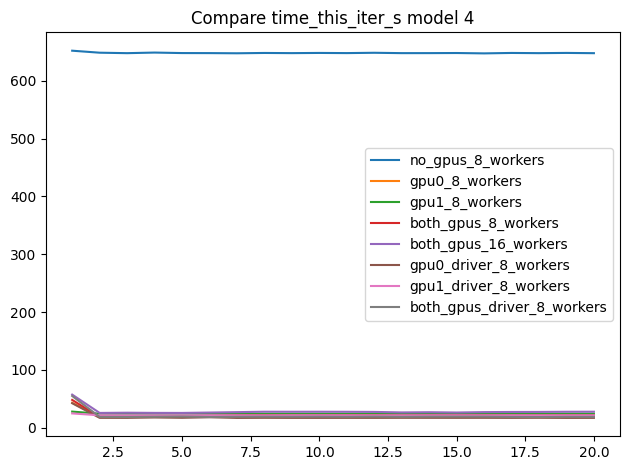 Compare time_this_iter_s model 4
600
500
400
300
200
100
0
no_gpus_8_workers
gpu0_8_workers
gpu1_8_workers
both_gpus_8_workers
both_gpus_16_workers
gpu0_driver_8_workers
gpu1_driver_8_workers
both_gpus_driver_8_workers
2.5 5.0 7.5 10.0 12.5 15.0 17.5 20.0